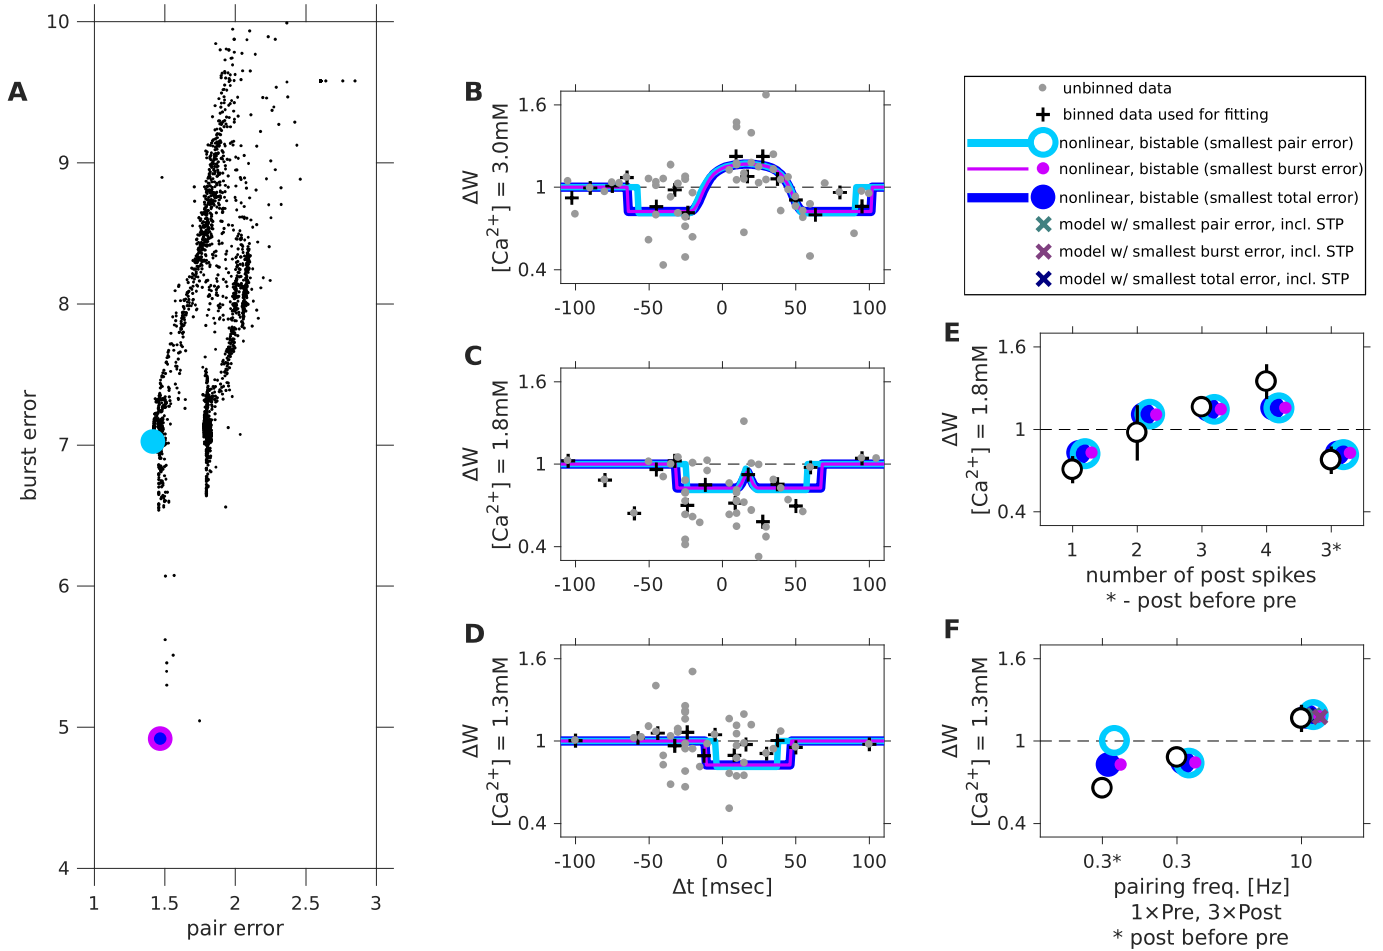 A
10
9
8
7
6
5
4
burst error
1
1.5
2
2.5
3
pair error
B
ΔW
[Ca2+] = 3.0mM
1.6
1
0.4
-100
-50
0
50
100
C
ΔW
[Ca2+] = 1.8mM
1.6
1
0.4
-100
-50
0
50
100
D
ΔW
[Ca2+] = 1.3mM
1.6
1
0.4
-100
-50
0
50
100
Δt [msec]
unbinned data
binned data used for fitting
nonlinear, bistable (smallest pair error)
nonlinear, bistable (smallest burst error)
nonlinear, bistable (smallest total error)
model w/ smallest pair error, incl. STP
model w/ smallest burst error, incl. STP
model w/ smallest total error, incl. STP
E
ΔW
[Ca2+] = 1.8mM
1.6
1
0.4
1
2
3
4
3*
number of post spikes
* - post before pre
F
ΔW
[Ca2+] = 1.3mM
1.6
1
0.4
0.3*
0.3
10
pairing freq. [Hz]
1×Pre, 3×Post
* post before pre